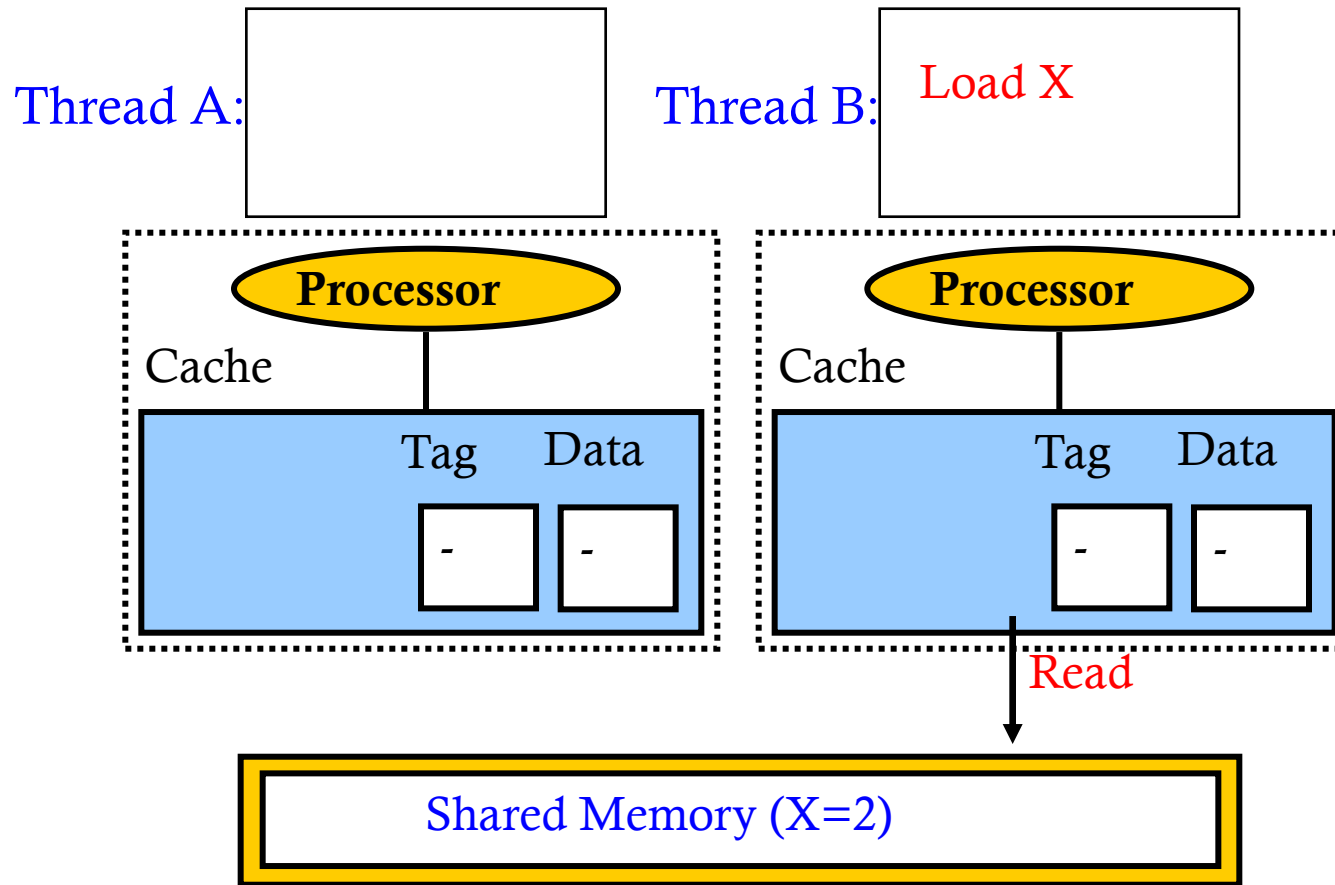 Thread A:
Thread B:
Load X
Processor
Processor
Cache
Cache
Tag Data
Tag Data
- -
- -
Read
Shared Memory (X=2)